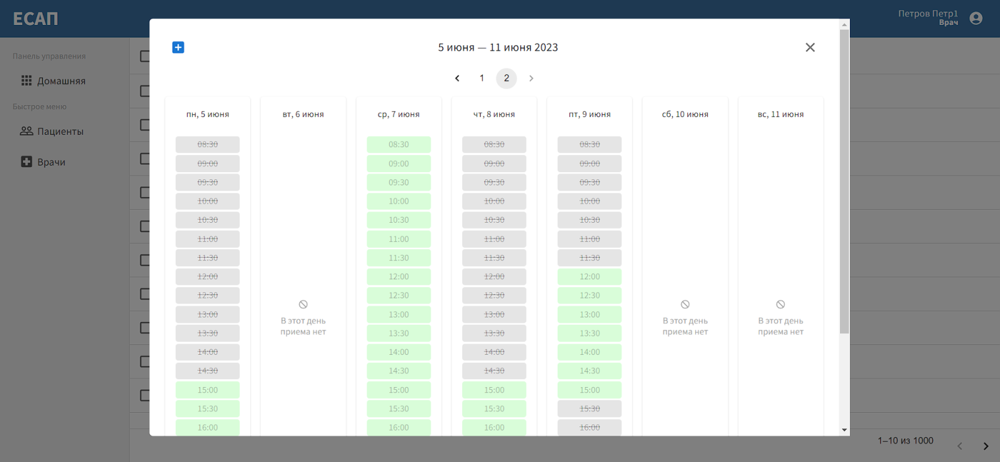 ЕСАП
Петров Петр1
Врач
Панель управления
Домашняя
Быстрое меню
Пациенты
Врачи
5 июня — 11 июня 2023
1 2
пн, 5 июня
08:30
09:00
09:30
10:00
10:30
11:00
11:30
12:00
12:30
13:00
13:30
14:00
14:30
15:00
15:30
16:00
вт, 6 июня
В этот день
приема нет
ср, 7 июня
08:30
09:00
09:30
10:00
10:30
11:00
11:30
12:00
12:30
13:00
13:30
14:00
14:30
15:00
15:30
16:00
чт, 8 июня
08:30
09:00
09:30
10:00
10:30
11:00
11:30
12:00
12:30
13:00
13:30
14:00
14:30
15:00
15:30
16:00
пт, 9 июня
08:30
09:00
09:30
10:00
10:30
11:00
11:30
12:00
12:30
13:00
13:30
14:00
14:30
15:00
15:30
16:00
сб, 10 июня
В этот день
приема нет
вс, 11 июня
В этот день
приема нет
1–10 из 1000